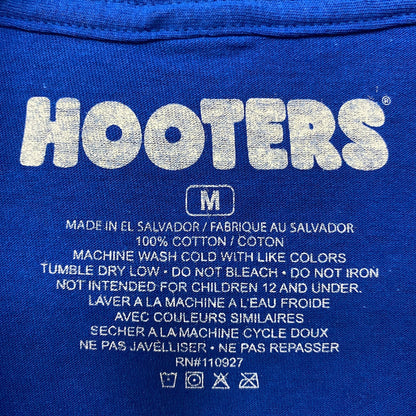 HOOTERS®
M
MADE IN EL SALVADOR / FABRIQUE AU SALVADOR
100% COTTON / COTON
MACHINE WASH COLD WITH LIKE COLORS
TUMBLE DRY LOW • DO NOT BLEACH • DO NOT IRON
NOT INTENDED FOR CHILDREN 12 AND UNDER.
LAVER A LA MACHINE A L'EAU FROIDE
AVEC COULEURS SIMILAIRES
SECHER A LA MACHINE CYCLE DOUX
NE PAS JAVELLISER • NE PAS REPASSER
RN#110927